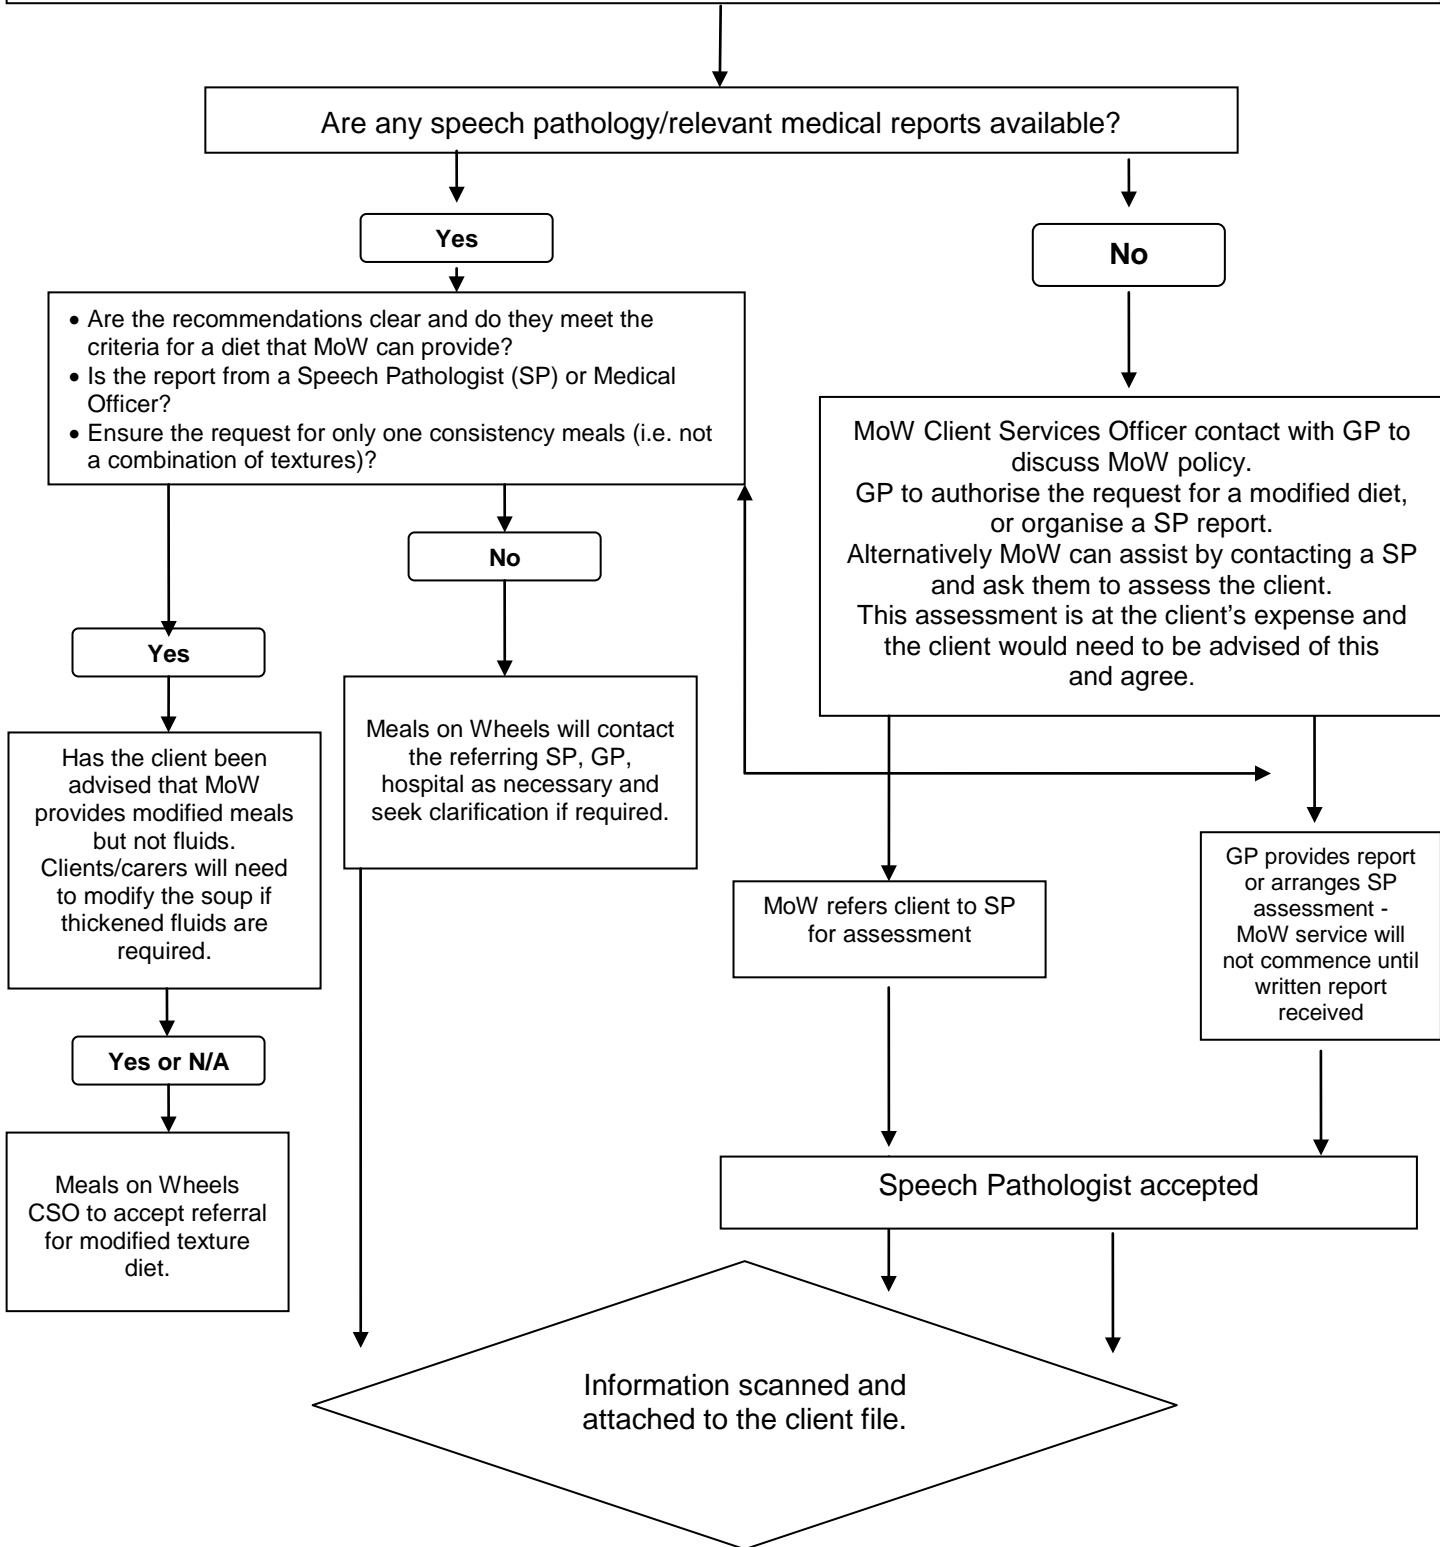 Are any speech pathology/relevant medical reports available?
Yes
No
• Are the recommendations clear and do they meet the
criteria for a diet that MoW can provide?
• Is the report from a Speech Pathologist (SP) or Medical
Officer?
• Ensure the request for only one consistency meals (i.e. not
a combination of textures)?
MoW Client Services Officer contact with GP to
discuss MoW policy.
GP to authorise the request for a modified diet,
or organise a SP report.
Alternatively MoW can assist by contacting a SP
and ask them to assess the client.
This assessment is at the client's expense and
the client would need to be advised of this
and agree.
No
Yes
Meals on Wheels will contact
the referring SP, GP,
hospital as necessary and
seek clarification if required.
Has the client been
advised that MoW
provides modified meals
but not fluids.
Clients/carers will need
to modify the soup if
thickened fluids are
required.
GP provides report
or arranges SP
assessment -
MoW service will
not commence until
written report
received
MoW refers client to SP
for assessment
Yes or N/A
Meals on Wheels
CSO to accept referral
for modified texture
diet.
Speech Pathologist accepted
Information scanned and
attached to the client file.